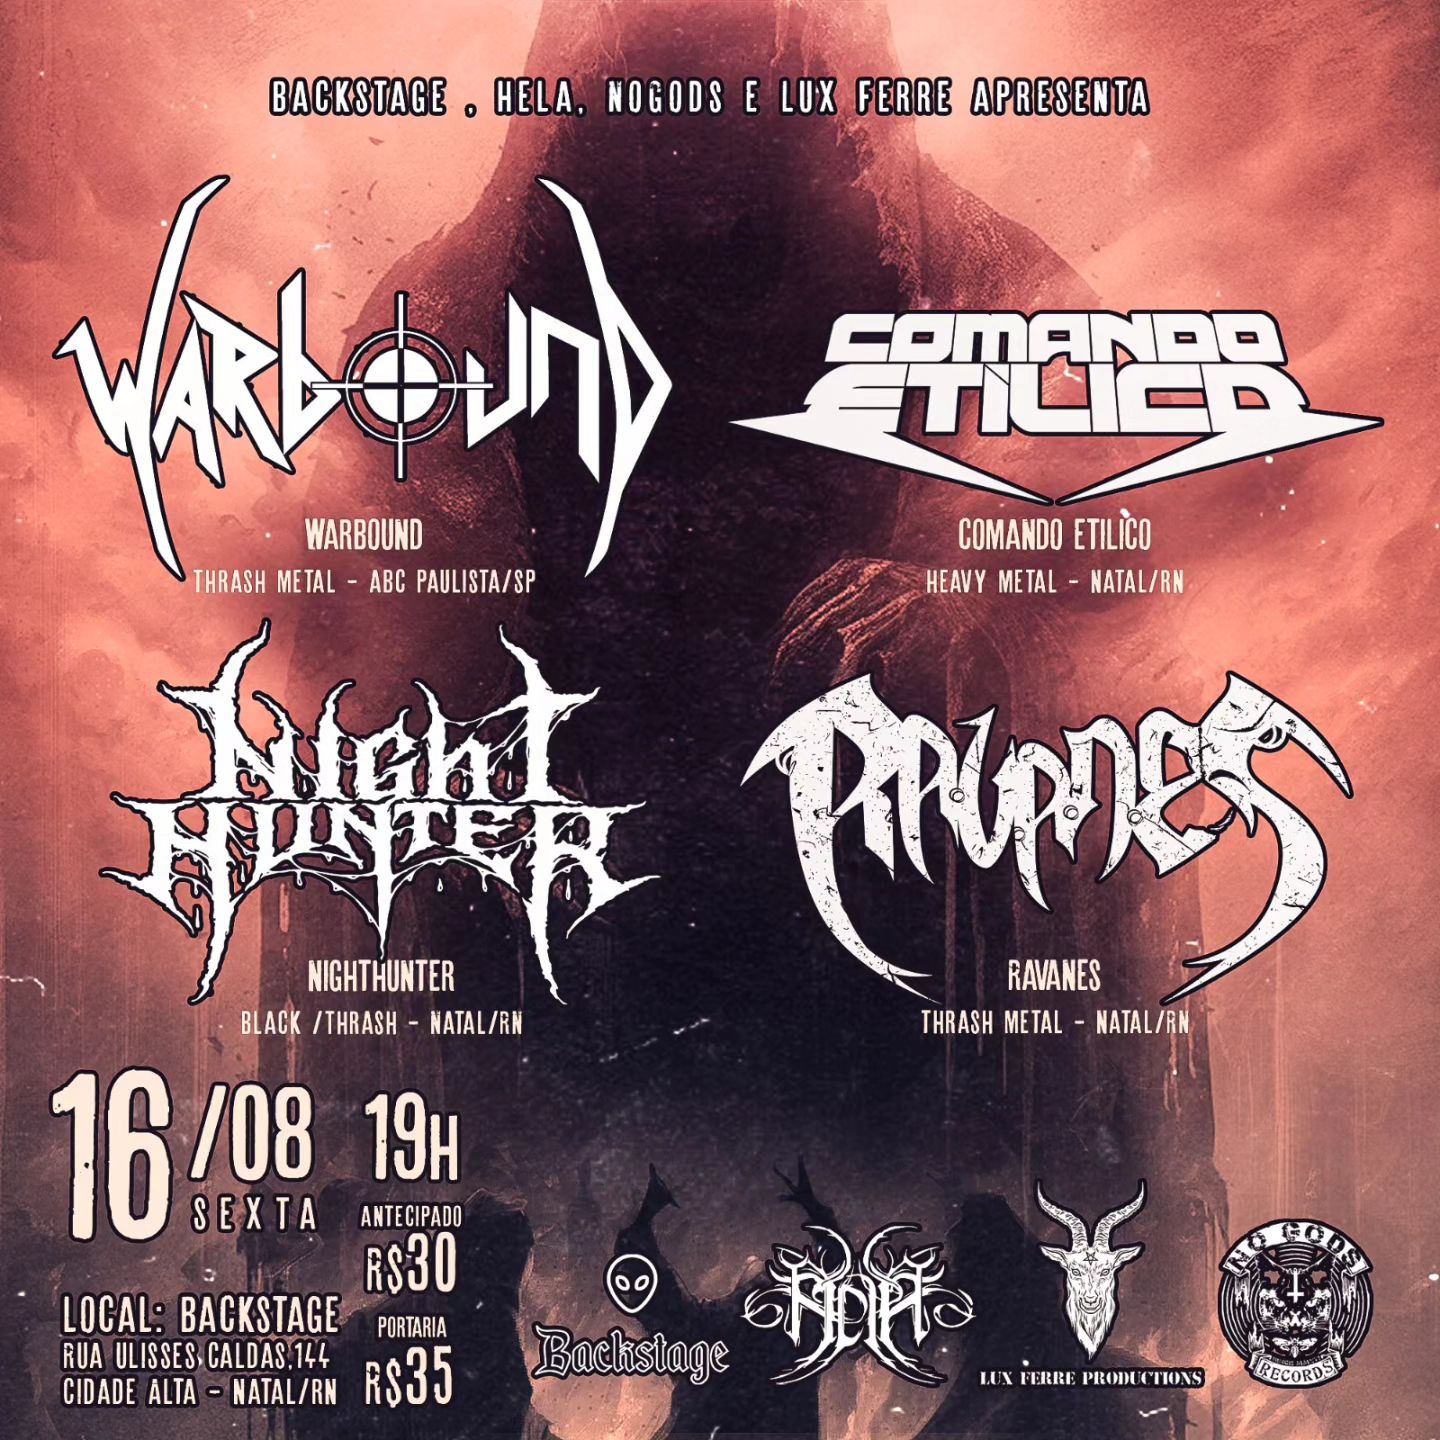 BACKSTAGE , HELA, NOGODS E LUX FERRE APRESENTA
WARBOUND
WARBOUND
THRASH METAL - ABC PAULISTA/SP
COMANDO
ETILICO
COMANDO ETILICO
HEAVY METAL - NATAL/RN
NIGHT
HUNTER
NIGHTHUNTER
BLACK /THRASH - NATAL/RN
RAVANES
RAVANES
THRASH METAL - NATAL/RN
16/08
SEXTA
19H
ANTECIPADO
R$30
PORTARIA
R$35
LOCAL: BACKSTAGE
RUA ULISSES CALDAS,144
CIDADE ALTA - NATAL/RN
Backstage
HELA
LUX FERRE PRODUCTIONS
NO GODS
RECORDS